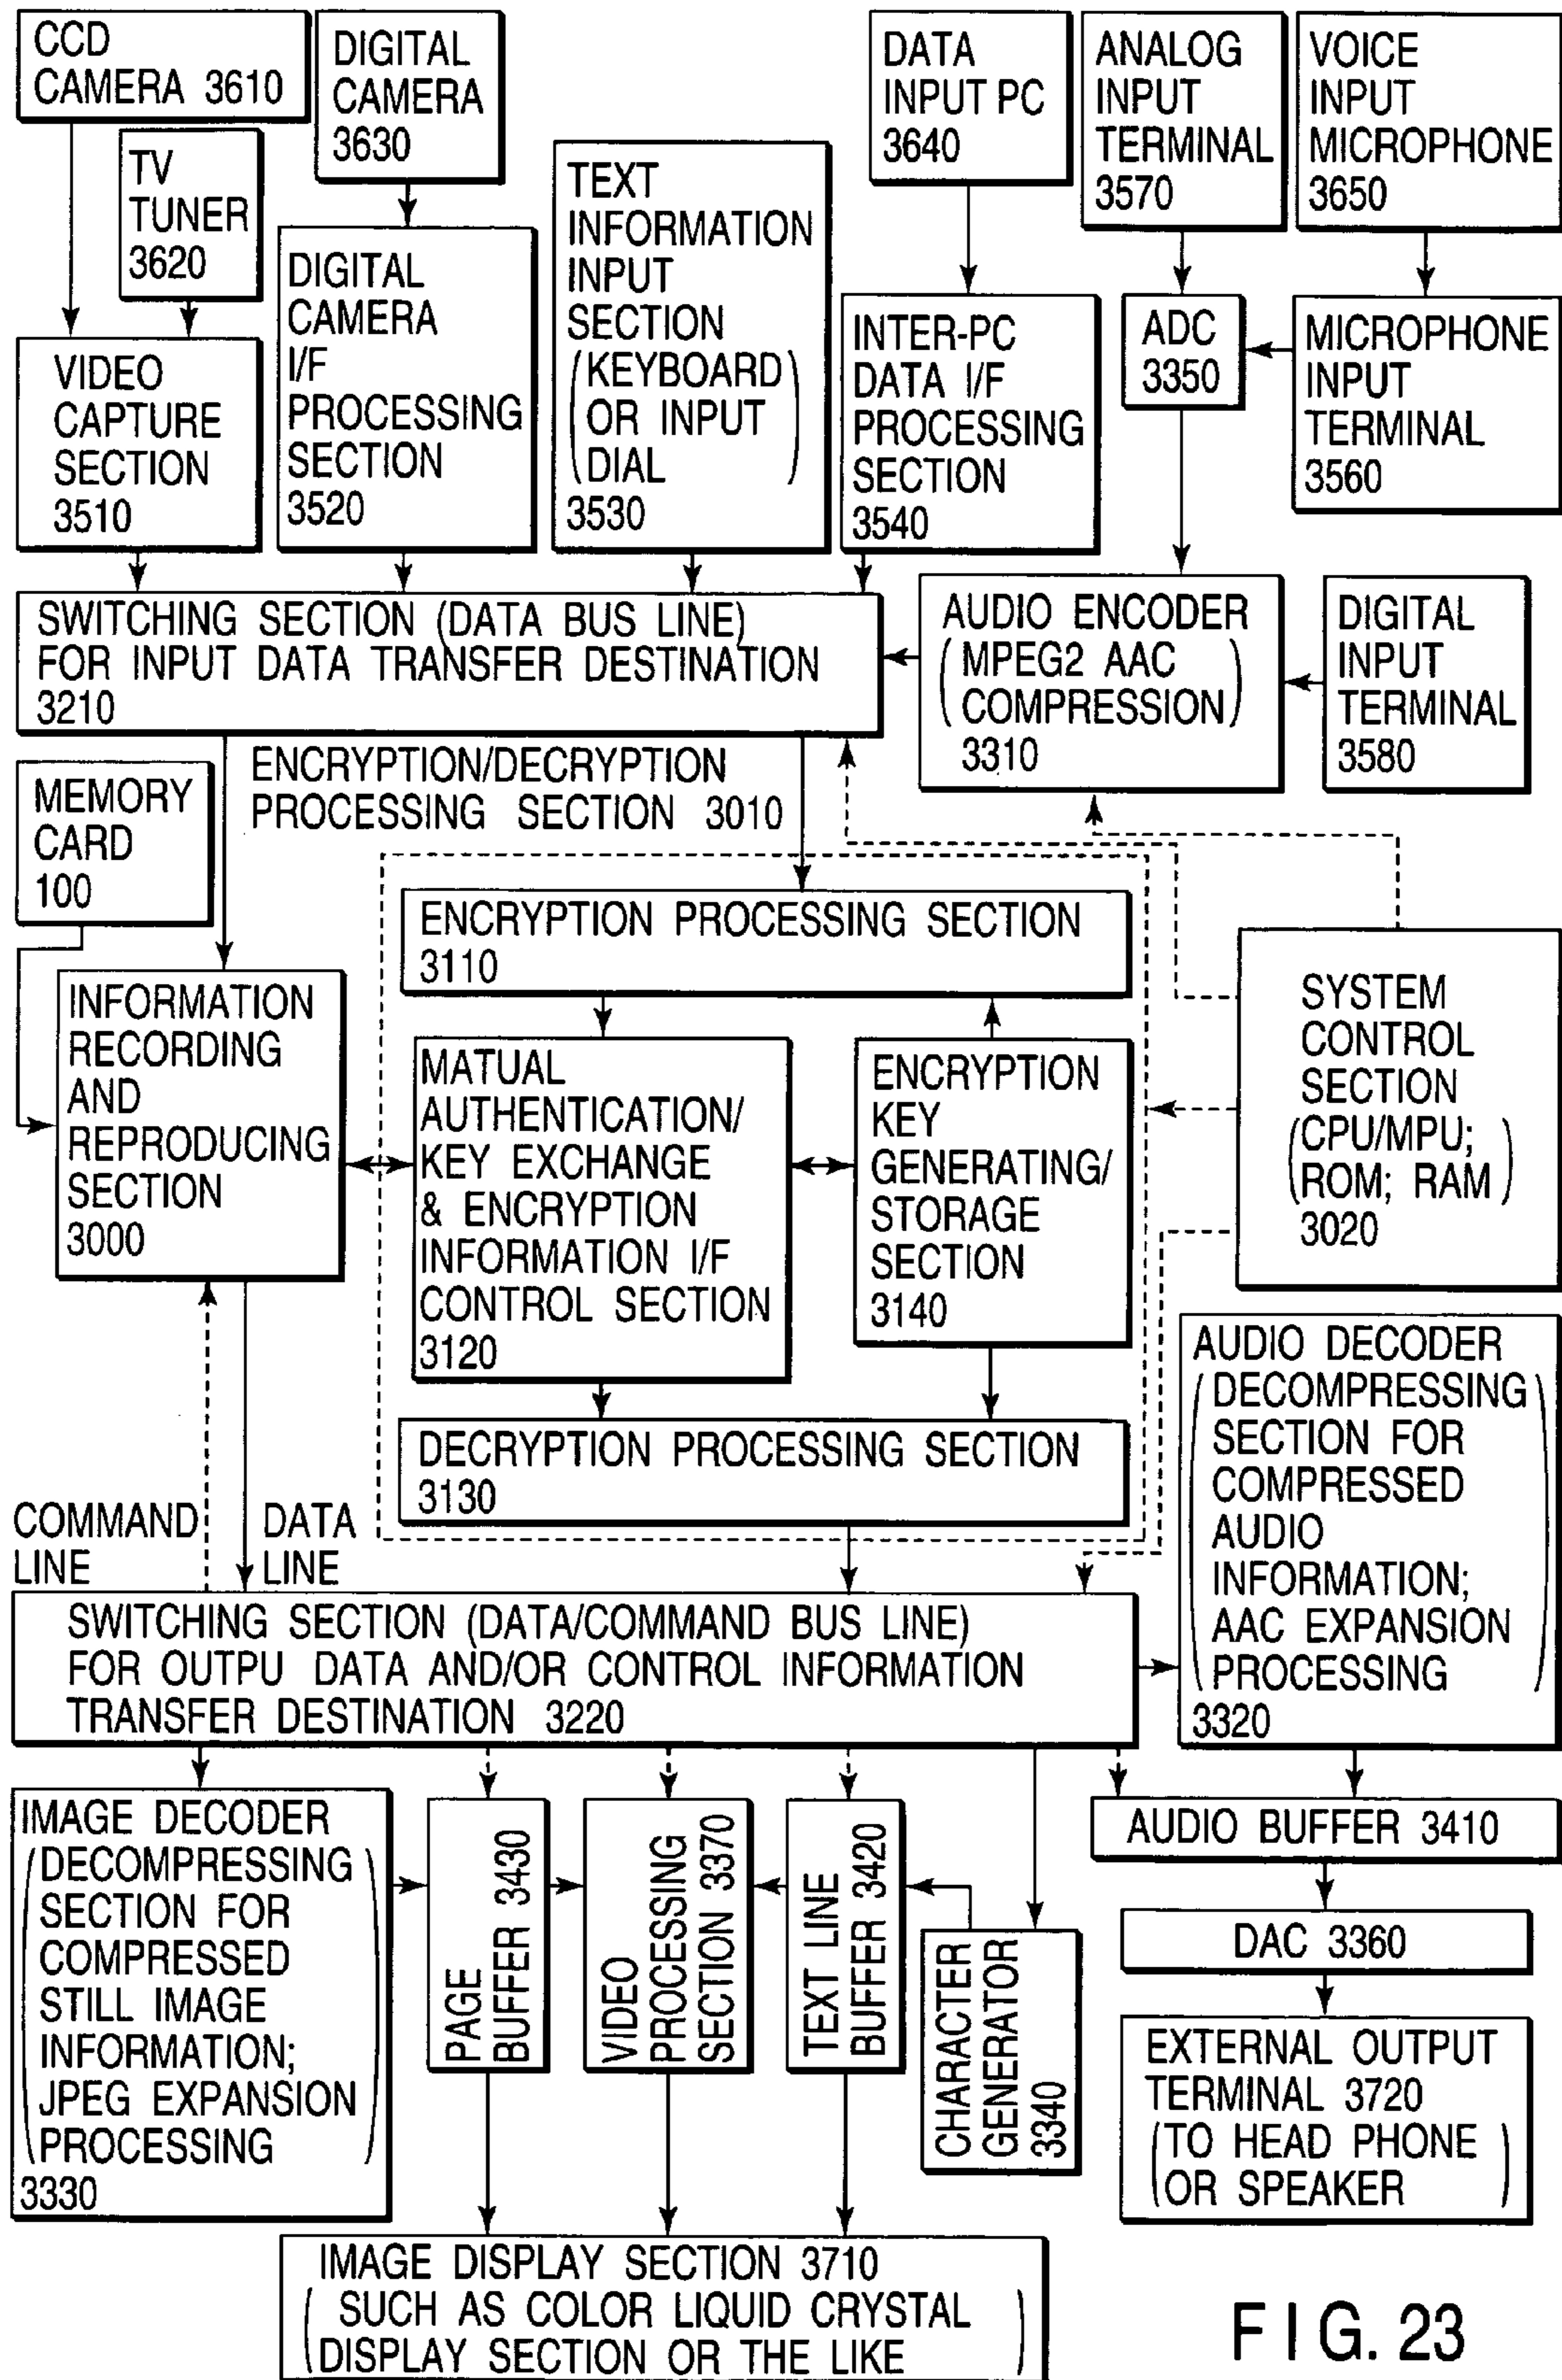 CCD
CAMERA 3610
DIGITAL
CAMERA
3630
DATA
INPUT PC
3640
ANALOG
INPUT
TERMINAL
3570
VOICE
INPUT
MICROPHONE
3650
TV
TUNER
3620
TEXT
INFORMATION
INPUT
SECTION
(KEYBOARD
OR INPUT
DIAL)
3530
DIGITAL
CAMERA
I/F
PROCESSING
SECTION
3520
VIDEO
CAPTURE
SECTION
3510
INTER-PC
DATA I/F
PROCESSING
SECTION
3540
ADC
3350
MICROPHONE
INPUT
TERMINAL
3560
SWITCHING SECTION (DATA BUS LINE)
FOR INPUT DATA TRANSFER DESTINATION
3210
AUDIO ENCODER
(MPEG2 AAC
COMPRESSION)
3310
DIGITAL
INPUT
TERMINAL
3580
MEMORY
CARD
100
ENCRYPTION/DECRYPTION
PROCESSING SECTION 3010
ENCRYPTION PROCESSING SECTION
3110
INFORMATION
RECORDING
AND
REPRODUCING
SECTION
3000
MATUAL
AUTHENTICATION/
KEY EXCHANGE
& ENCRYPTION
INFORMATION I/F
CONTROL SECTION
3120
ENCRYPTION
KEY
GENERATING/
STORAGE
SECTION
3140
SYSTEM
CONTROL
SECTION
(CPU/MPU;
ROM; RAM)
3020
DECRYPTION PROCESSING SECTION
3130
AUDIO DECODER
(DECOMPRESSING
SECTION FOR
COMPRESSED
AUDIO
INFORMATION;
AAC EXPANSION
PROCESSING)
3320
COMMAND
LINE
DATA
LINE
SWITCHING SECTION (DATA/COMMAND BUS LINE)
FOR OUTPU DATA AND/OR CONTROL INFORMATION
TRANSFER DESTINATION 3220
IMAGE DECODER
(DECOMPRESSING
SECTION FOR
COMPRESSED
STILL IMAGE
INFORMATION;
JPEG EXPANSION
PROCESSING)
3330
PAGE
BUFFER 3430
VIDEO
PROCESSING
SECTION 3370
TEXT LINE
BUFFER 3420
CHARACTER
GENERATOR
3340
AUDIO BUFFER 3410
DAC 3360
EXTERNAL OUTPUT
TERMINAL 3720
(TO HEAD PHONE
OR SPEAKER)
IMAGE DISPLAY SECTION 3710
(SUCH AS COLOR LIQUID CRYSTAL
DISPLAY SECTION OR THE LIKE)
FIG. 23